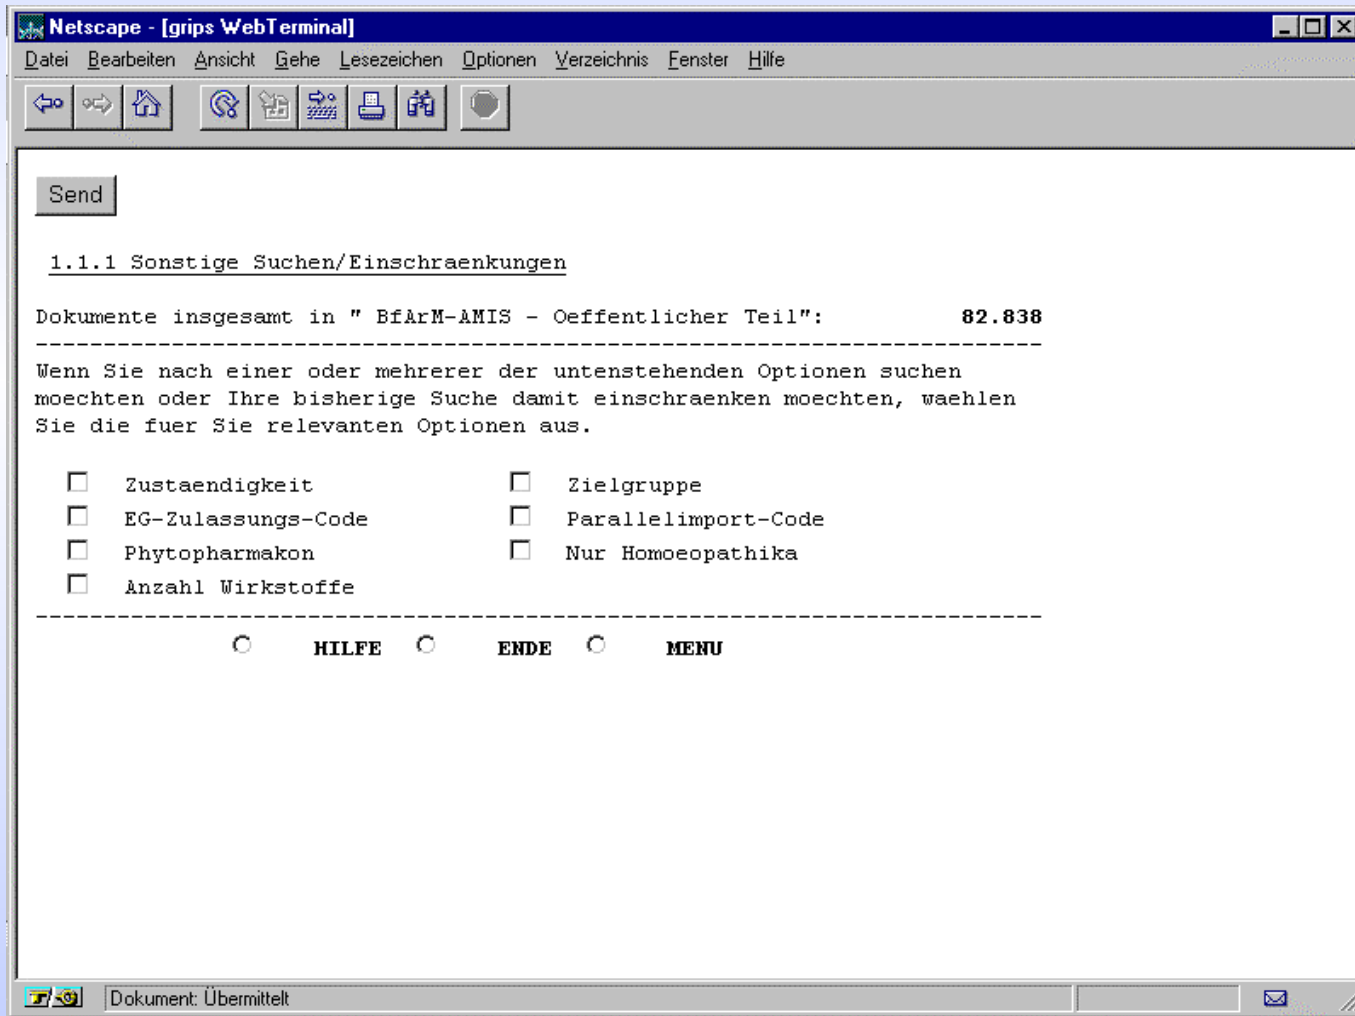 Netscape - [grips WebTerminal]
Datei Bearbeiten Ansicht Gehe Lesezeichen Optionen Verzeichnis Fenster Hilfe
Send
1.1.1 Sonstige Suchen/Einschraenkungen
Dokumente insgesamt in " BfArM-AMIS - Oeffentlicher Teil": 82.838
Wenn Sie nach einer oder mehrerer der untenstehenden Optionen suchen
moechten oder Ihre bisherige Suche damit einschraenken moechten, waehlen
Sie die fuer Sie relevanten Optionen aus.
Zustaendigkeit Zielgruppe
EG-Zulassungs-Code Parallelimport-Code
Phytopharmakon Nur Homoeopathika
Anzahl Wirkstoffe
HILFE ENDE MENU
Dokument: Übermittelt